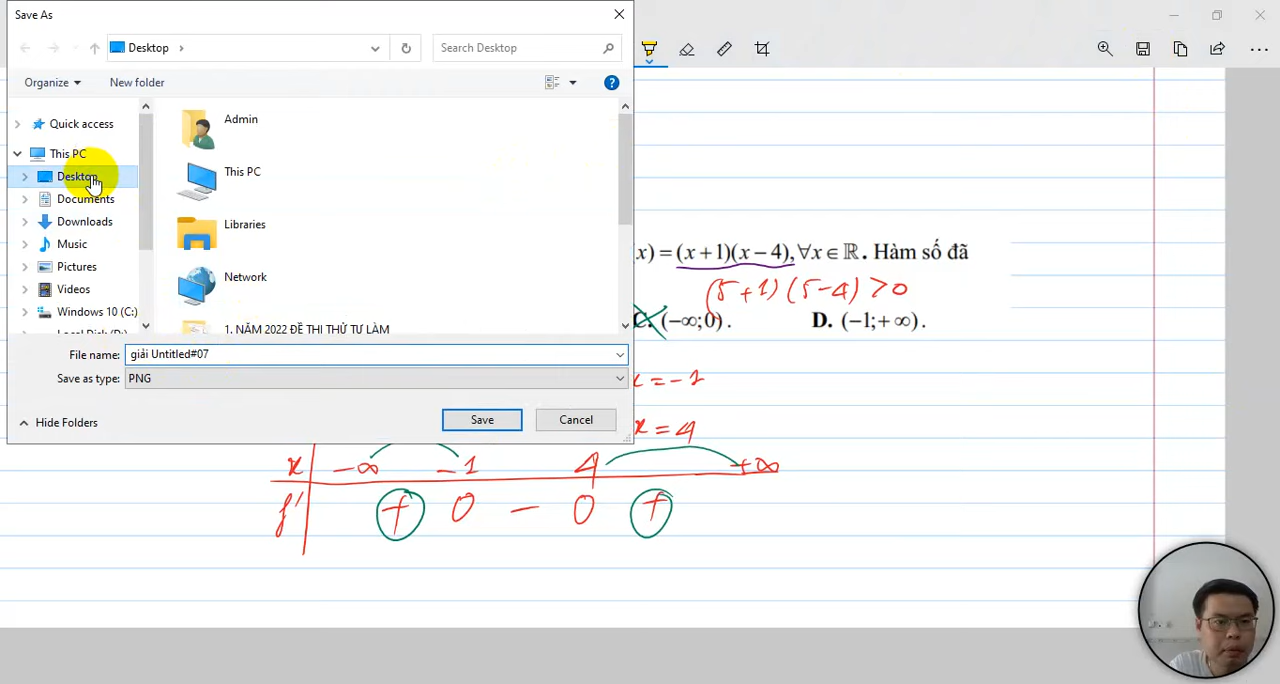 Save As
Desktop
Search Desktop
Organize
New folder
Quick access
This PC
Desktop
Documents
Downloads
Music
Pictures
Videos
Windows 10 (C:)
Admin
This PC
Libraries
Network
1. NĂM 2022 ĐỀ THI THỬ TỰ LÀM
File name: giải Untitled#07
Save as type: PNG
Hide Folders
Save
Cancel
x) = (x+1)(x−4), ∀x ∈ ℝ. Hàm số đã
(5+1)(5−4) > 0
C. (−∞;0).
D. (−1;+∞).
x = −1
x = 4
x −∞ −1 4 +∞
f' + 0 − 0 +